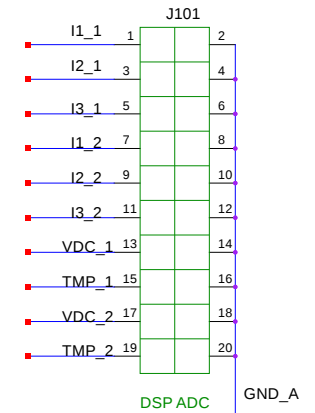 J101
I1_1 1 2
I2_1 3 4
I3_1 5 6
I1_2 7 8
I2_2 9 10
I3_2 11 12
VDC_1 13 14
TMP_1 15 16
VDC_2 17 18
TMP_2 19 20
GND_A
DSP ADC